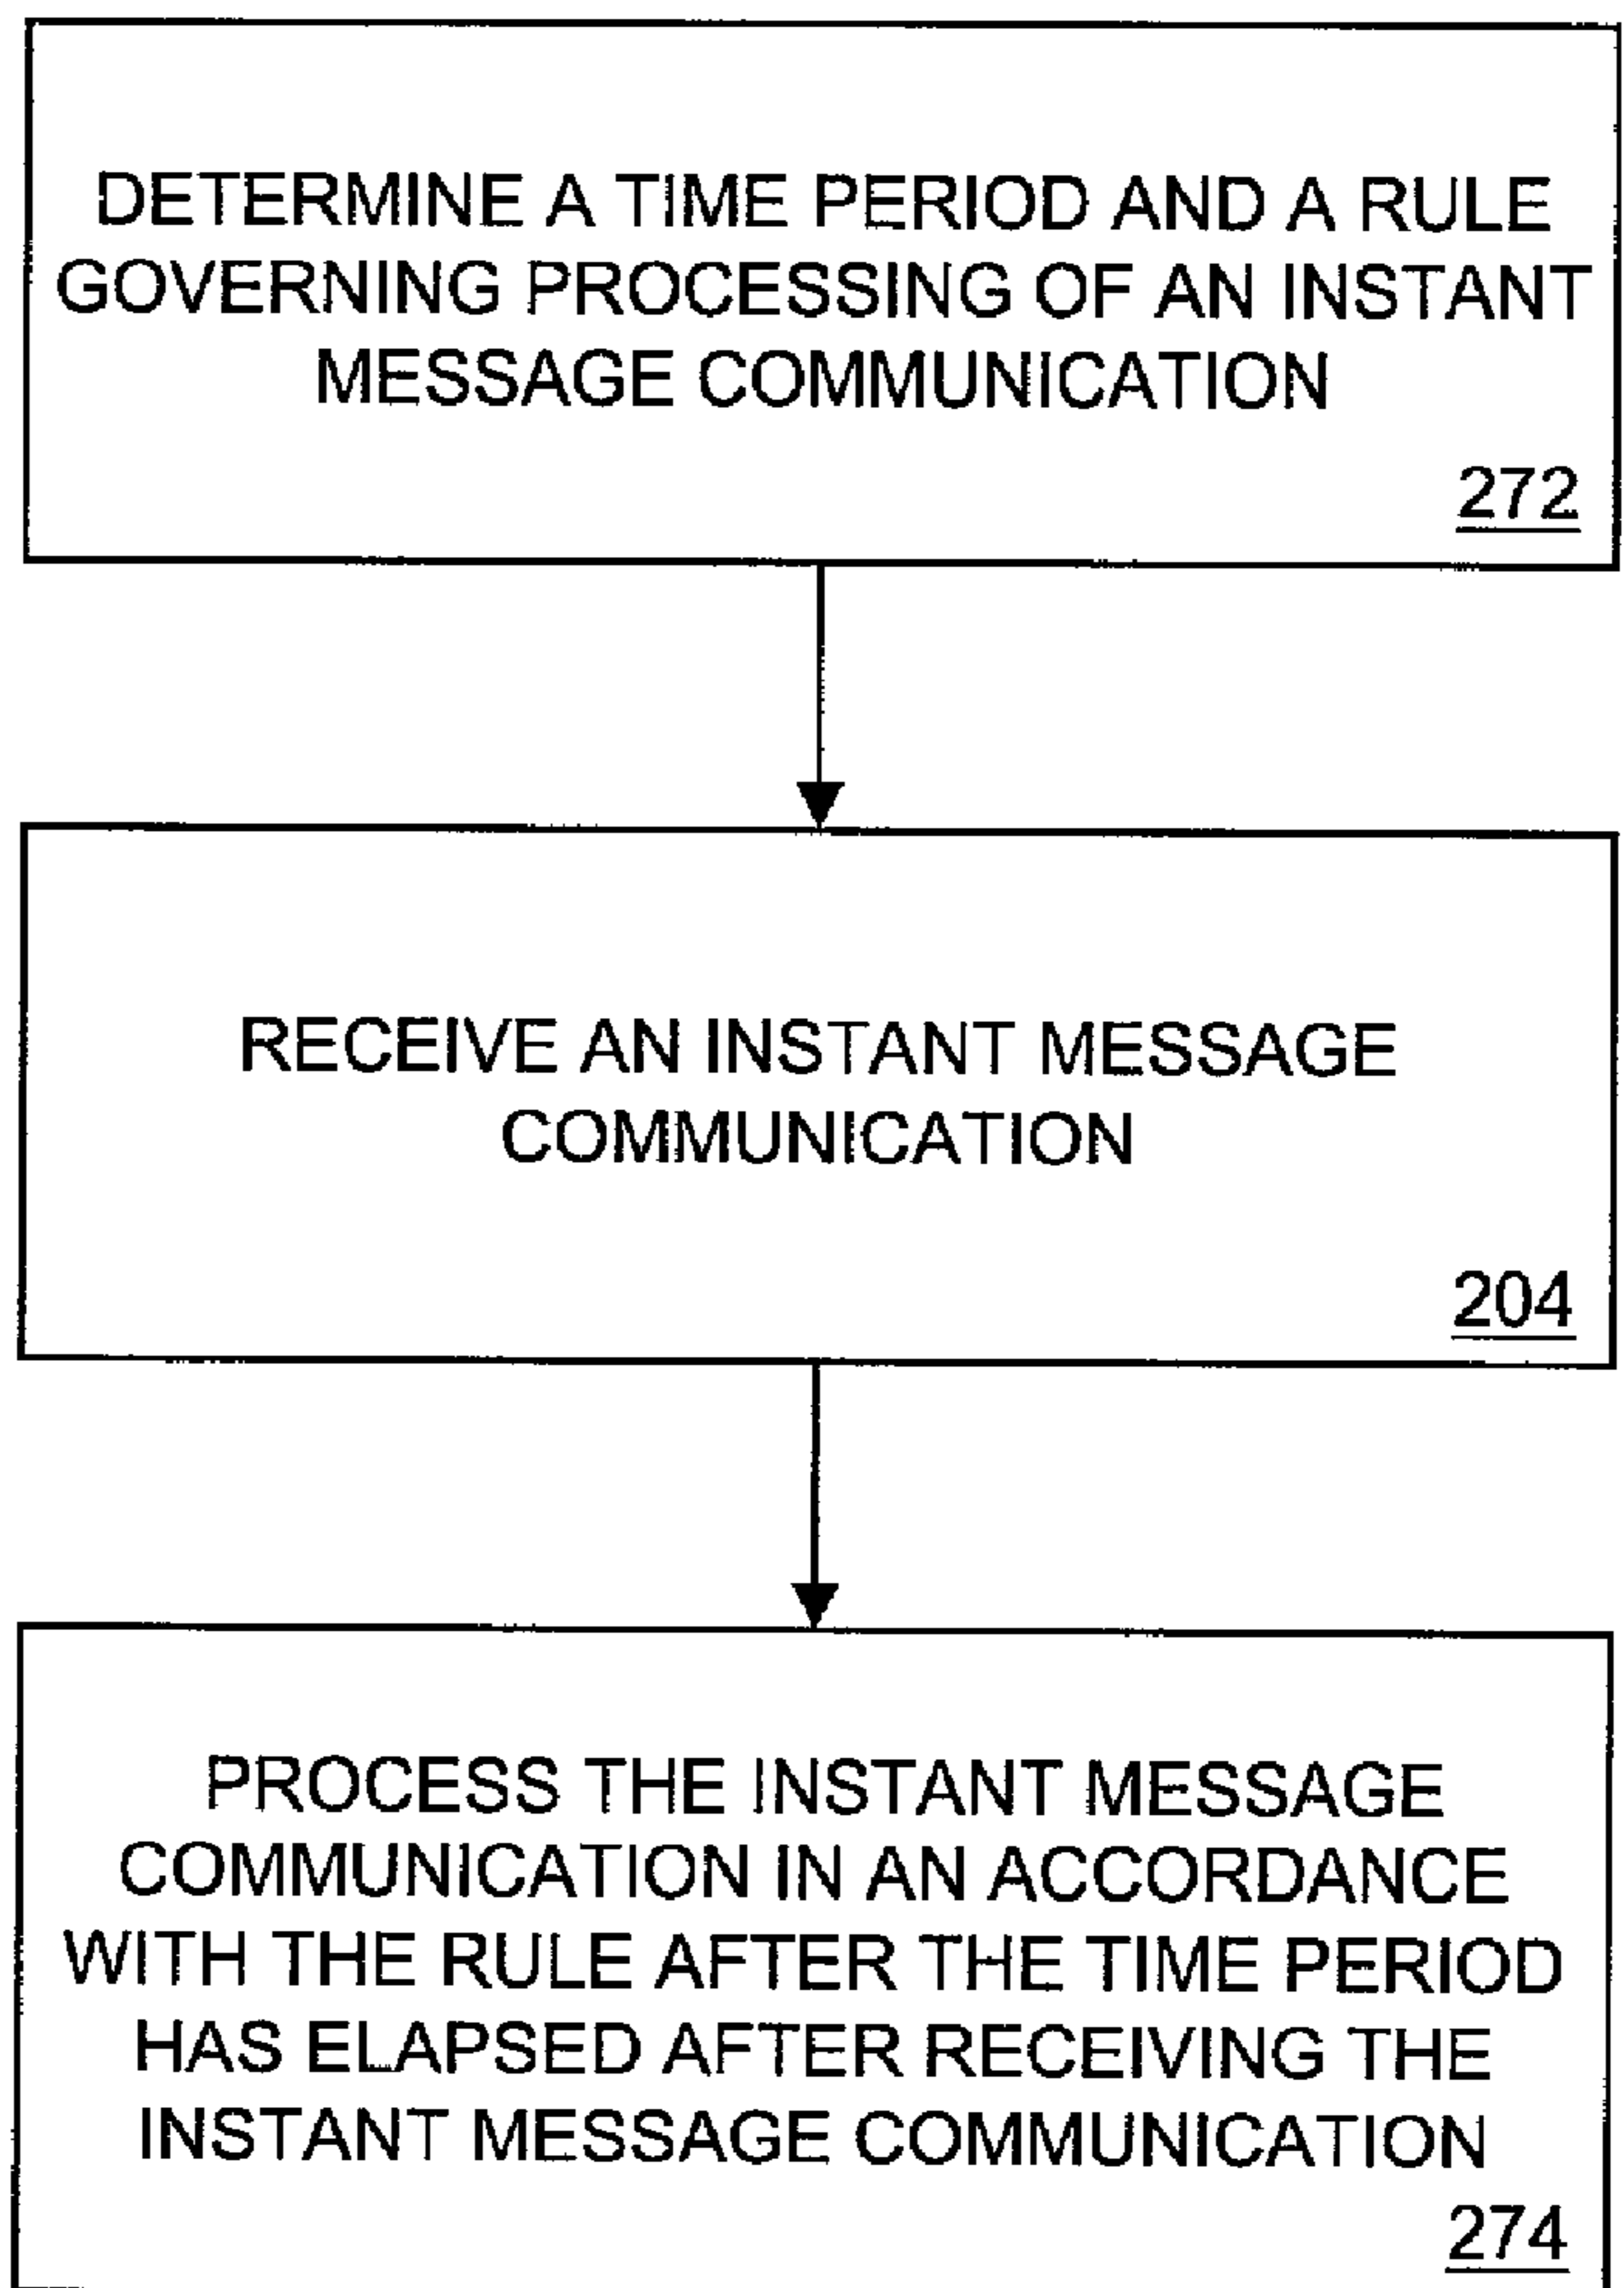 DETERMINE A TIME PERIOD AND A RULE
GOVERNING PROCESSING OF AN INSTANT
MESSAGE COMMUNICATION
272
RECEIVE AN INSTANT MESSAGE
COMMUNICATION
204
PROCESS THE INSTANT MESSAGE
COMMUNICATION IN AN ACCORDANCE
WITH THE RULE AFTER THE TIME PERIOD
HAS ELAPSED AFTER RECEIVING THE
INSTANT MESSAGE COMMUNICATION
274